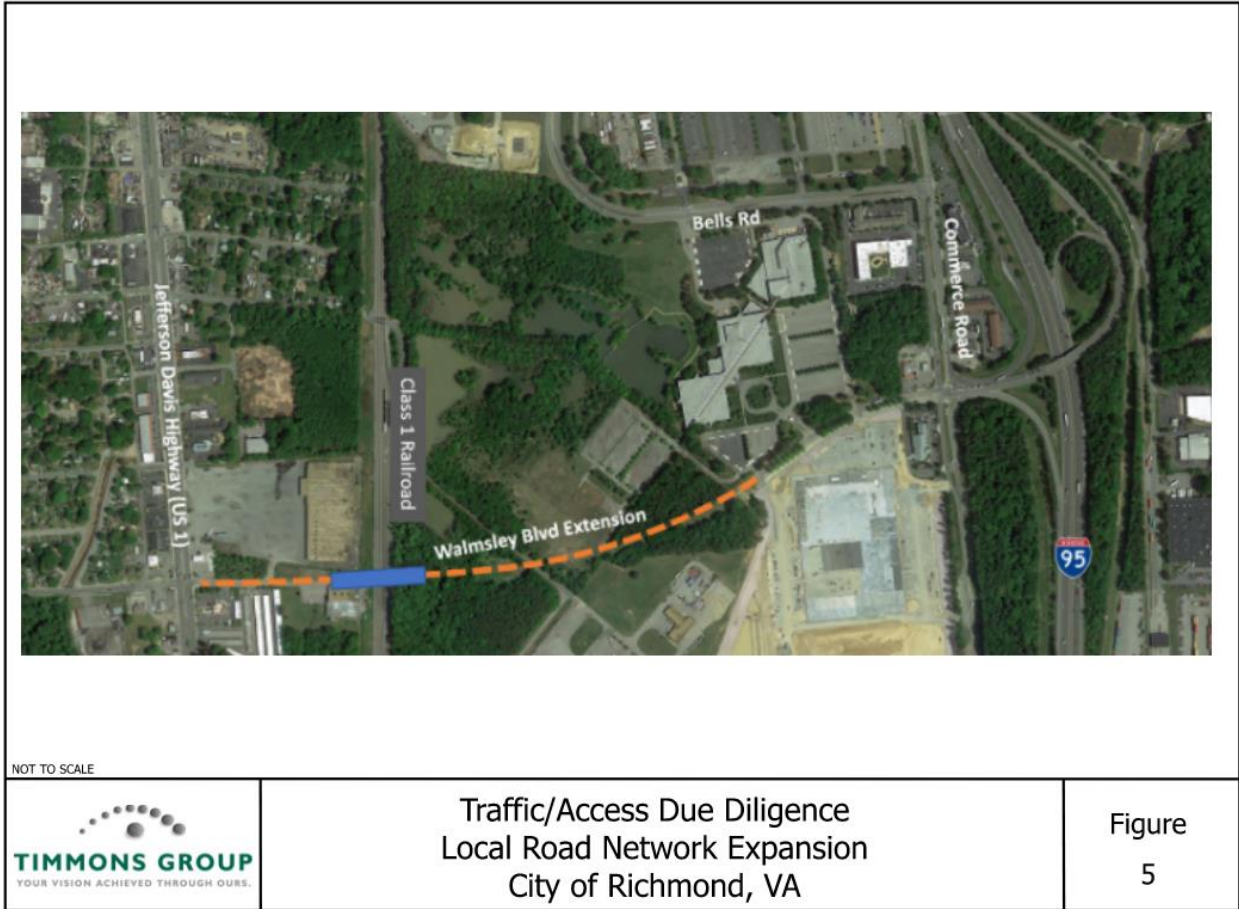 Bells Rd
Commerce Road
Jefferson Davis Highway (US 1)
Class 1 Railroad
Walmsley Blvd Extension
95
NOT TO SCALE
TIMMONS GROUP
YOUR VISION ACHIEVED THROUGH OURS.
Traffic/Access Due Diligence
Local Road Network Expansion
City of Richmond, VA
Figure
5